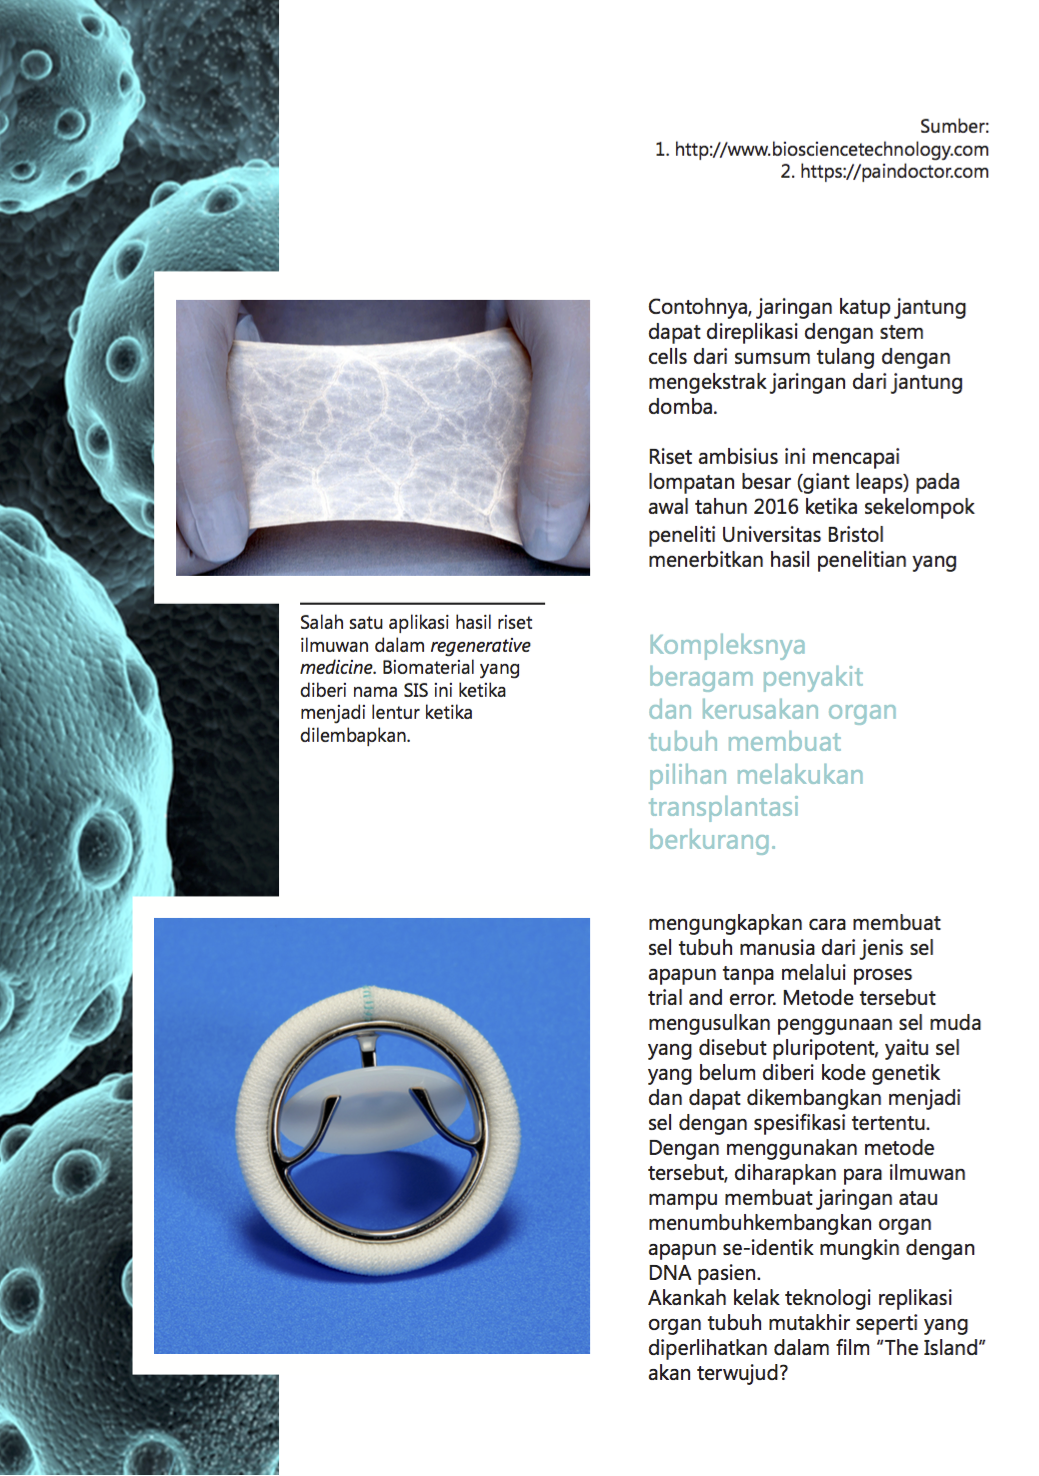 Sumber:
1. http://www.biosciencetechnology.com
2. https://paindoctor.com
Contohnya, jaringan katup jantung
dapat direplikasi dengan stem
cells dari sumsum tulang dengan
mengekstrak jaringan dari jantung
domba.
Riset ambisius ini mencapai
lompatan besar (giant leaps) pada
awal tahun 2016 ketika sekelompok
peneliti Universitas Bristol
menerbitkan hasil penelitian yang
Salah satu aplikasi hasil riset
ilmuwan dalam regenerative
medicine. Biomaterial yang
diberi nama SIS ini ketika
menjadi lentur ketika
dilembapkan.
Kompleksnya
beragam penyakit
dan kerusakan organ
tubuh membuat
pilihan melakukan
transplantasi
berkurang.
mengungkapkan cara membuat
sel tubuh manusia dari jenis sel
apapun tanpa melalui proses
trial and error. Metode tersebut
mengusulkan penggunaan sel muda
yang disebut pluripotent, yaitu sel
yang belum diberi kode genetik
dan dapat dikembangkan menjadi
sel dengan spesifikasi tertentu.
Dengan menggunakan metode
tersebut, diharapkan para ilmuwan
mampu membuat jaringan atau
menumbuhkembangkan organ
apapun se-identik mungkin dengan
DNA pasien.
Akankah kelak teknologi replikasi
organ tubuh mutakhir seperti yang
diperlihatkan dalam film “The Island”
akan terwujud?